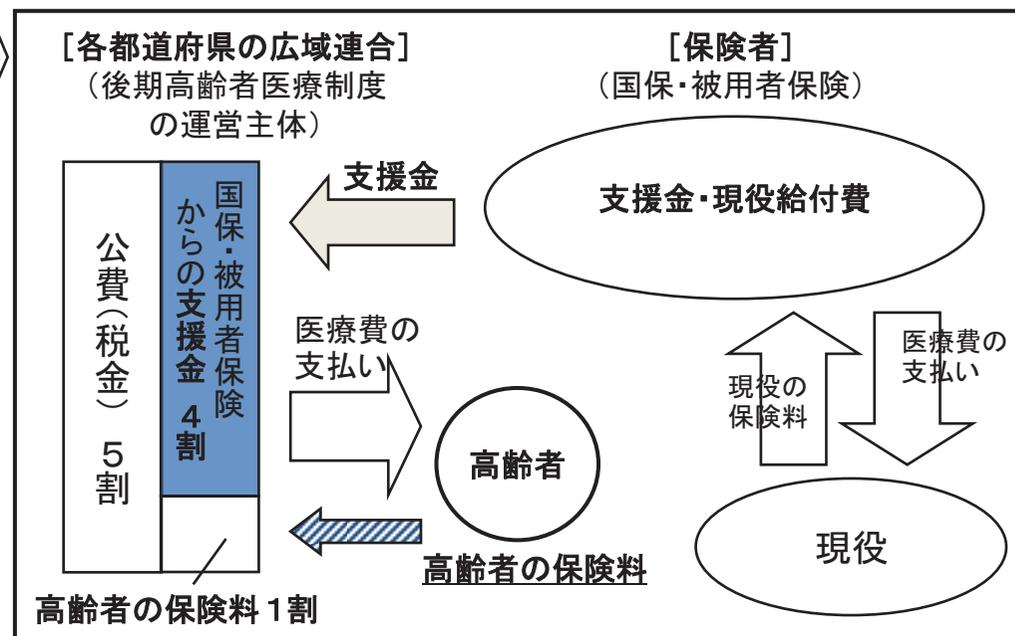 ［各都道府県の広域連合］
（後期高齢者医療制度
の運営主体）
［保険者］
（国保・被用者保険）
公費（税金） ５割
国保・被用者保険
からの支援金 ４割
支援金
支援金・現役給付費
医療費の
支払い
高齢者
高齢者の保険料
高齢者の保険料１割
現役の
保険料
医療費の
支払い
現役